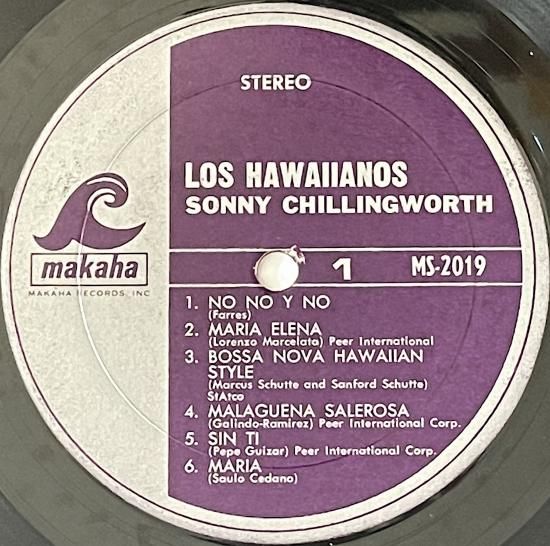 STEREO
LOS HAWAIIANOS
SONNY CHILLINGWORTH
makaha
MAKAHA RECORDS, INC
1 MS-2019
1. NO NO Y NO
(Farres)
2. MARIA ELENA
(Lorenzo Marcelata) Peer International
3. BOSSA NOVA HAWAIIAN
STYLE
(Marcus Schutte and Sanford Schutte)
StAtco
4. MALAGUENA SALEROSA
(Galindo-Ramirez) Peer International Corp.
5. SIN TI
(Pepe Guizar) Peer International Corp.
6. MARIA
(Saulo Cedano)